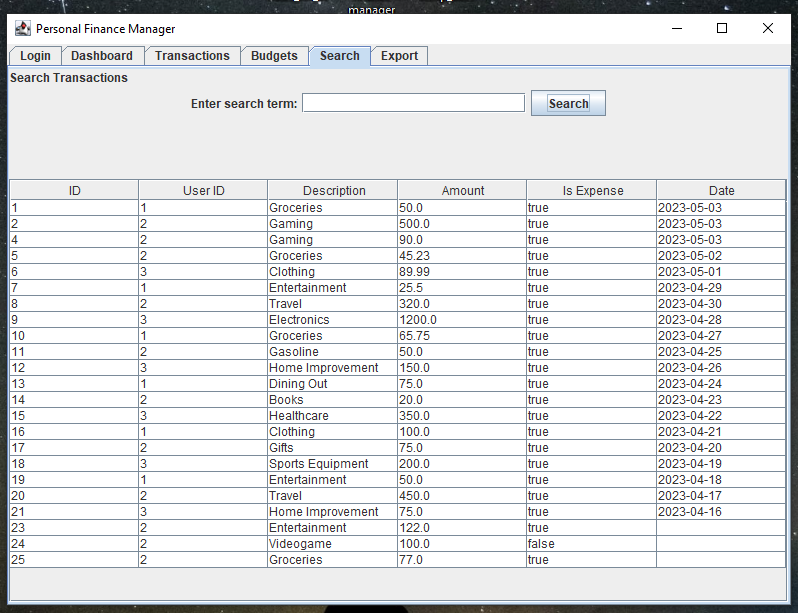 manager
Personal Finance Manager
Login Dashboard Transactions Budgets Search Export
Search Transactions
Enter search term: Search
ID User ID Description Amount Is Expense Date
1 1 Groceries 50.0 true 2023-05-03
2 2 Gaming 500.0 true 2023-05-03
4 2 Gaming 90.0 true 2023-05-03
5 2 Groceries 45.23 true 2023-05-02
6 3 Clothing 89.99 true 2023-05-01
7 1 Entertainment 25.5 true 2023-04-29
8 2 Travel 320.0 true 2023-04-30
9 3 Electronics 1200.0 true 2023-04-28
10 1 Groceries 65.75 true 2023-04-27
11 2 Gasoline 50.0 true 2023-04-25
12 3 Home Improvement 150.0 true 2023-04-26
13 1 Dining Out 75.0 true 2023-04-24
14 2 Books 20.0 true 2023-04-23
15 3 Healthcare 350.0 true 2023-04-22
16 1 Clothing 100.0 true 2023-04-21
17 2 Gifts 75.0 true 2023-04-20
18 3 Sports Equipment 200.0 true 2023-04-19
19 1 Entertainment 50.0 true 2023-04-18
20 2 Travel 450.0 true 2023-04-17
21 3 Home Improvement 75.0 true 2023-04-16
23 2 Entertainment 122.0 true
24 2 Videogame 100.0 false
25 2 Groceries 77.0 true